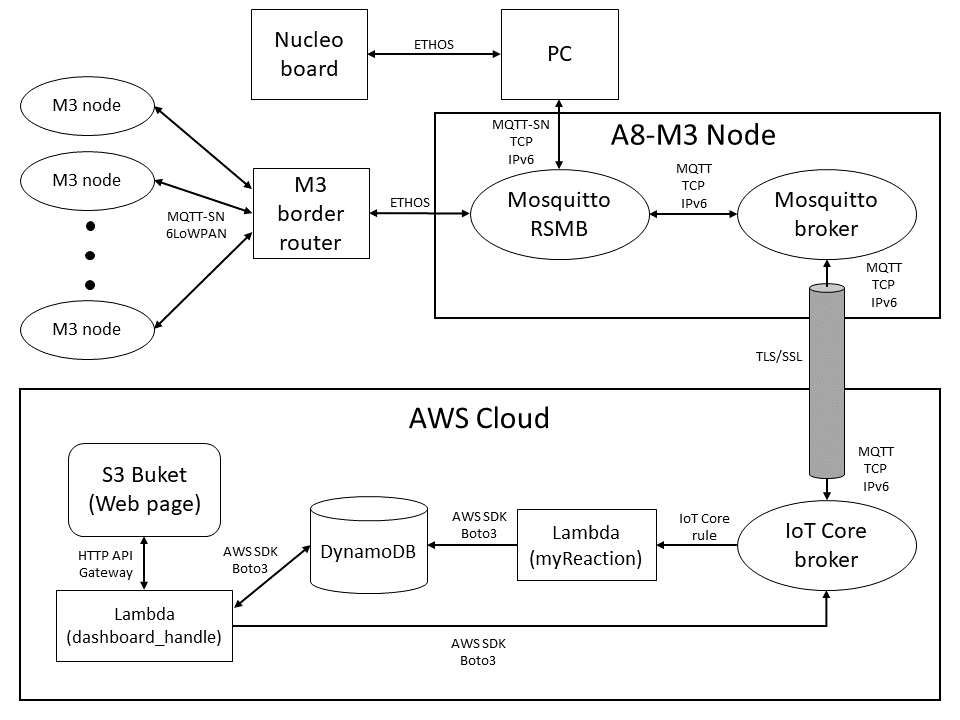 Nucleo
board
ETHOS
PC
M3 node
M3 node
M3 node
MQTT-SN
6LoWPAN
M3
border
router
ETHOS
MQTT-SN
TCP
IPv6
A8-M3 Node
Mosquitto
RSMB
MQTT
TCP
IPv6
Mosquitto
broker
MQTT
TCP
IPv6
TLS/SSL
AWS Cloud
MQTT
TCP
IPv6
S3 Buket
(Web page)
HTTP API
Gateway
AWS SDK
Boto3
DynamoDB
AWS SDK
Boto3
Lambda
(myReaction)
IoT Core
rule
IoT Core
broker
Lambda
(dashboard_handle)
AWS SDK
Boto3